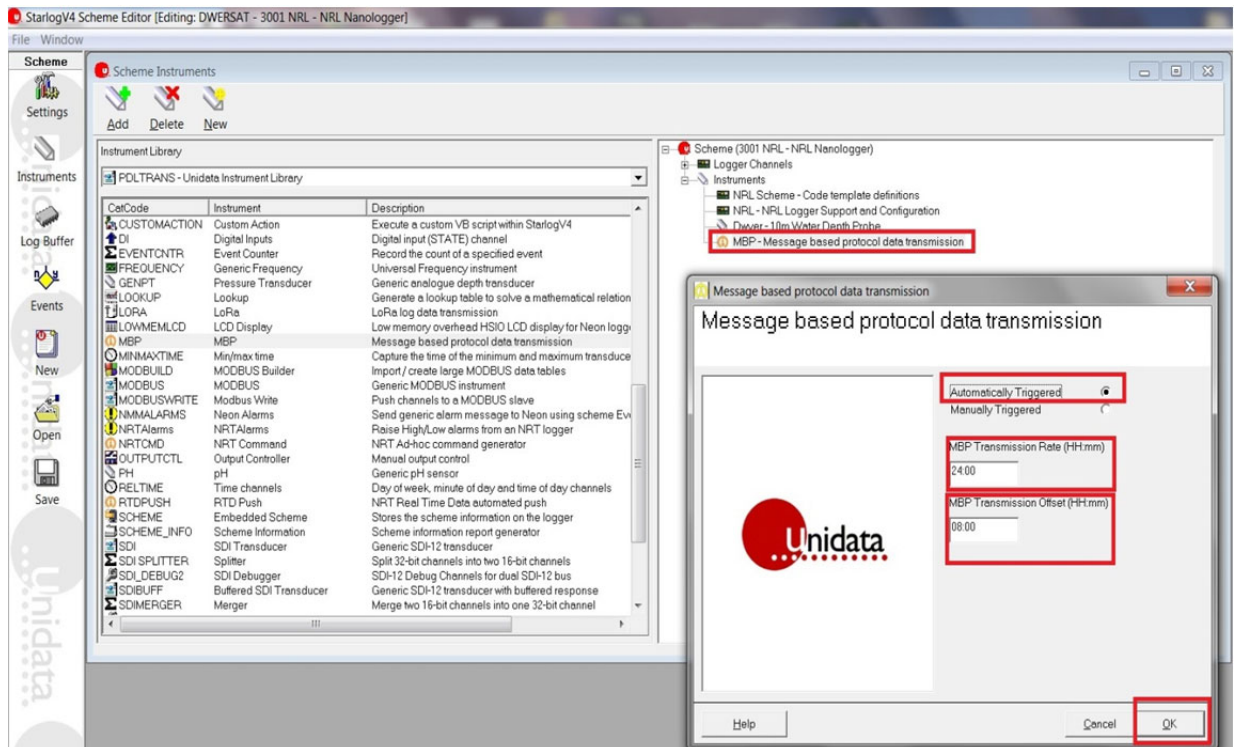 StarlogV4 Scheme Editor [Editing: DWERSAT - 3001 NRL - NRL Nanologger]
File Window
Scheme
Settings
Instruments
Log Buffer
Events
New
Open
Save
Unidata
Scheme Instruments
Add Delete New
Instrument Library
PDLTRANS - Unidata Instrument Library
CatCode Instrument Description
CUSTOMACTION Custom Action Execute a custom VB script within StarlogV4
DI Digital Inputs Digital input (STATE) channel
EVENTCNTR Event Counter Record the count of a specified event
FREQUENCY Generic Frequency Universal Frequency instrument
GENPT Pressure Transducer Generic analogue depth transducer
LOOKUP Lookup Generate a lookup table to solve a mathematical relation
LORA LoRa LoRa log data transmission
LOWMEMLCD LCD Display Low memory overhead HSIO LCD display for Neon logg
MBP MBP Message based protocol data transmission
MINMAXTIME Min/max time Capture the time of the minimum and maximum transduce
MODBUILD MODBUS Builder Import / create large MODBUS data tables
MODBUS MODBUS Generic MODBUS instrument
MODBUSWRITE Modbus Write Push channels to a MODBUS slave
NMMALARMS Neon Alarms Send generic alarm message to Neon using scheme Ev
NRTAlarms NRTAlarms Raise High/Low alarms from an NRT logger
NRTCMD NRT Command NRT Ad-hoc command generator
OUTPUTCTL Output Controller Manual output control
PH pH Generic pH sensor
RELTIME Time channels Day of week, minute of day and time of day channels
RTDPUSH RTD Push NRT Real Time Data automated push
SCHEME Embedded Scheme Stores the scheme information on the logger
SCHEME_INFO Scheme Information Scheme information report generator
SDI SDI Transducer Generic SDI-12 transducer
SDI SPLITTER Splitter Split 32-bit channels into two 16-bit channels
SDI_DEBUG2 SDI Debugger SDI-12 Debug Channels for dual SDI-12 bus
SDIBUFF Buffered SDI Transducer Generic SDI-12 transducer with buffered response
SDIMERGER Merger Merge two 16-bit channels into one 32-bit channel
Scheme (3001 NRL - NRL Nanologger)
Logger Channels
Instruments
NRL Scheme - Code template definitions
NRL - NRL Logger Support and Configuration
Dwyer - 10m Water Depth Probe
MBP - Message based protocol data transmission
Message based protocol data transmission
Message based protocol data transmission
Automatically Triggered
Manually Triggered
MBP Transmission Rate (HH:mm)
24:00
MBP Transmission Offset (HH:mm)
08:00
Unidata
Help Cancel OK